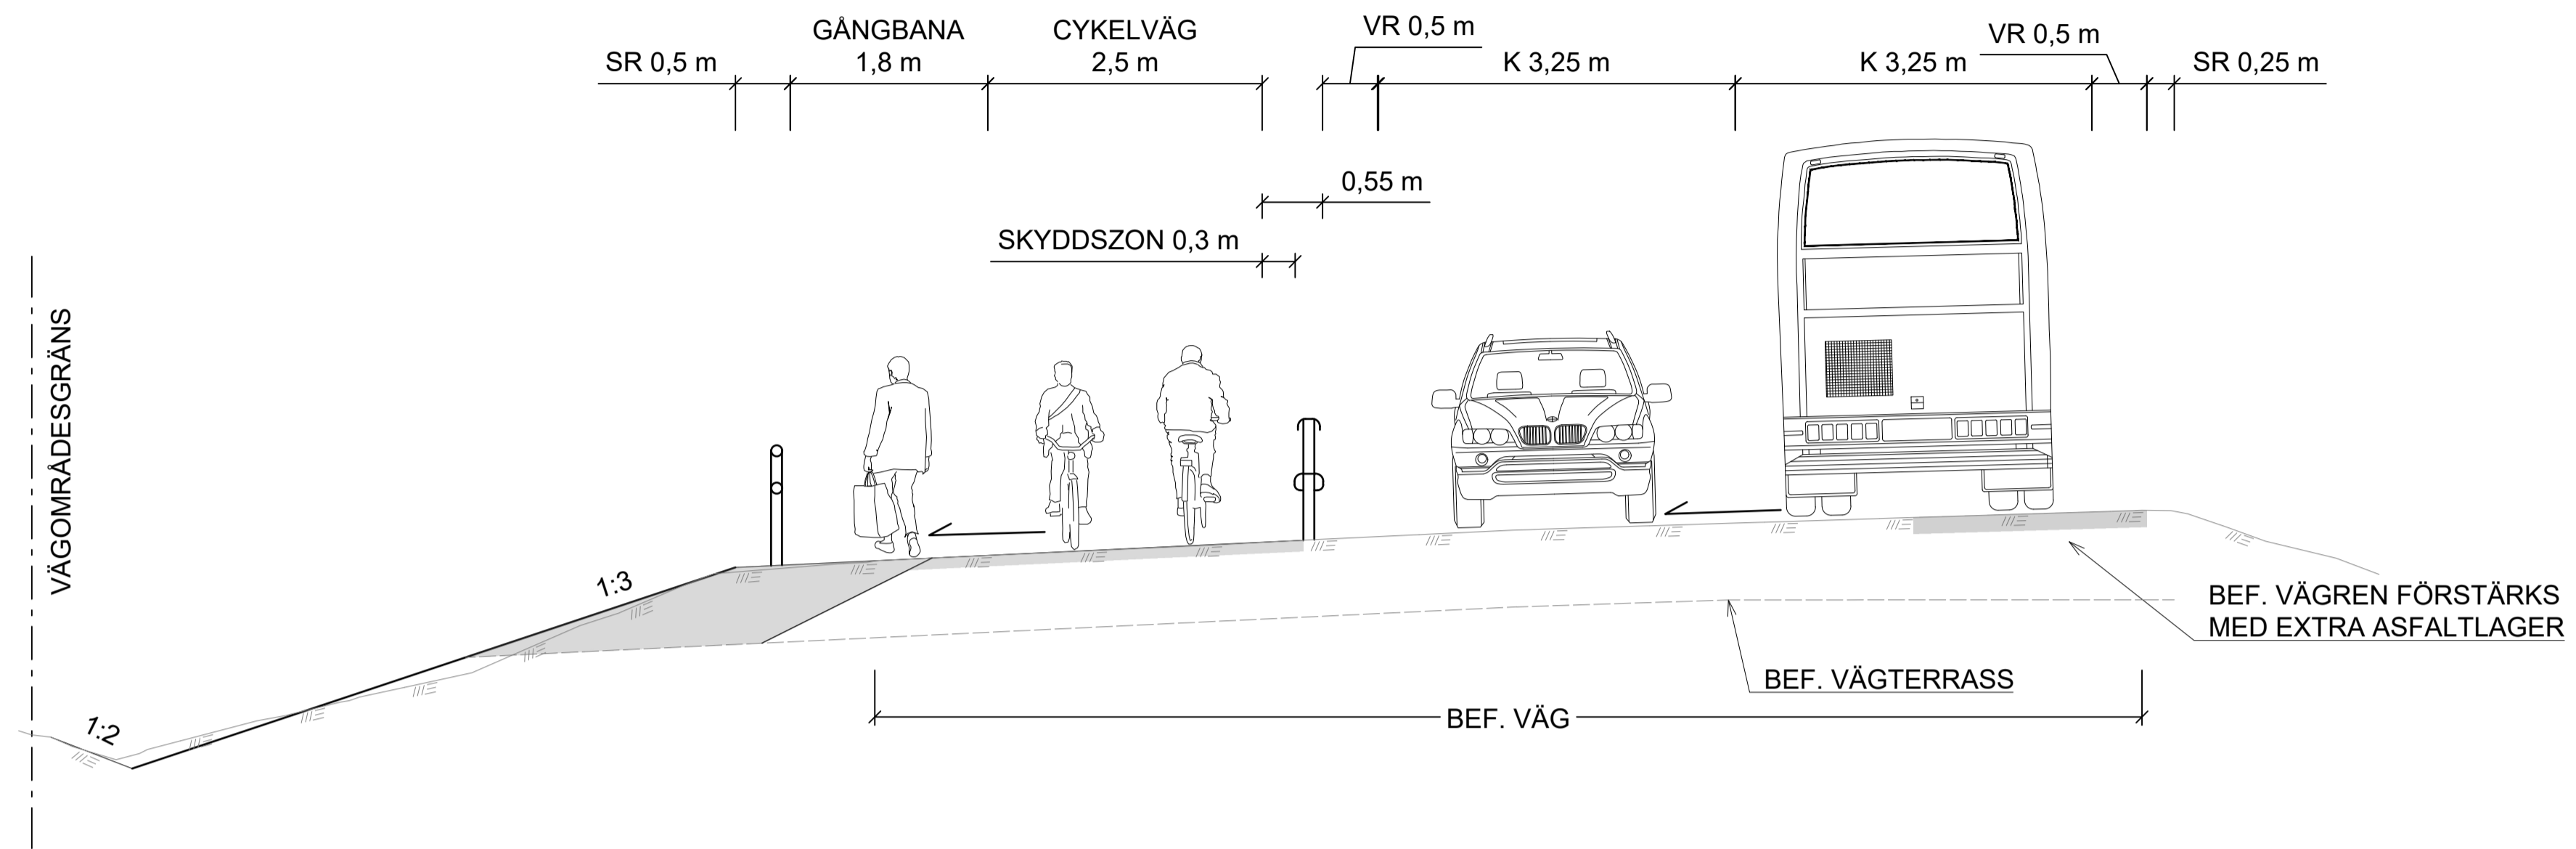 GÅNGBANA
1,8 m
CYKELVÄG
2,5 m
SR 0,5 m
VR 0,5 m
K 3,25 m
K 3,25 m
VR 0,5 m
SR 0,25 m
0,55 m
SKYDDSZON 0,3 m
VÄGOMRÅDESGRÄNS
1:3
1:2
BEF. VÄGREN FÖRSTÄRKS
MED EXTRA ASFALTLAGER
BEF. VÄGTERRASS
BEF. VÄG